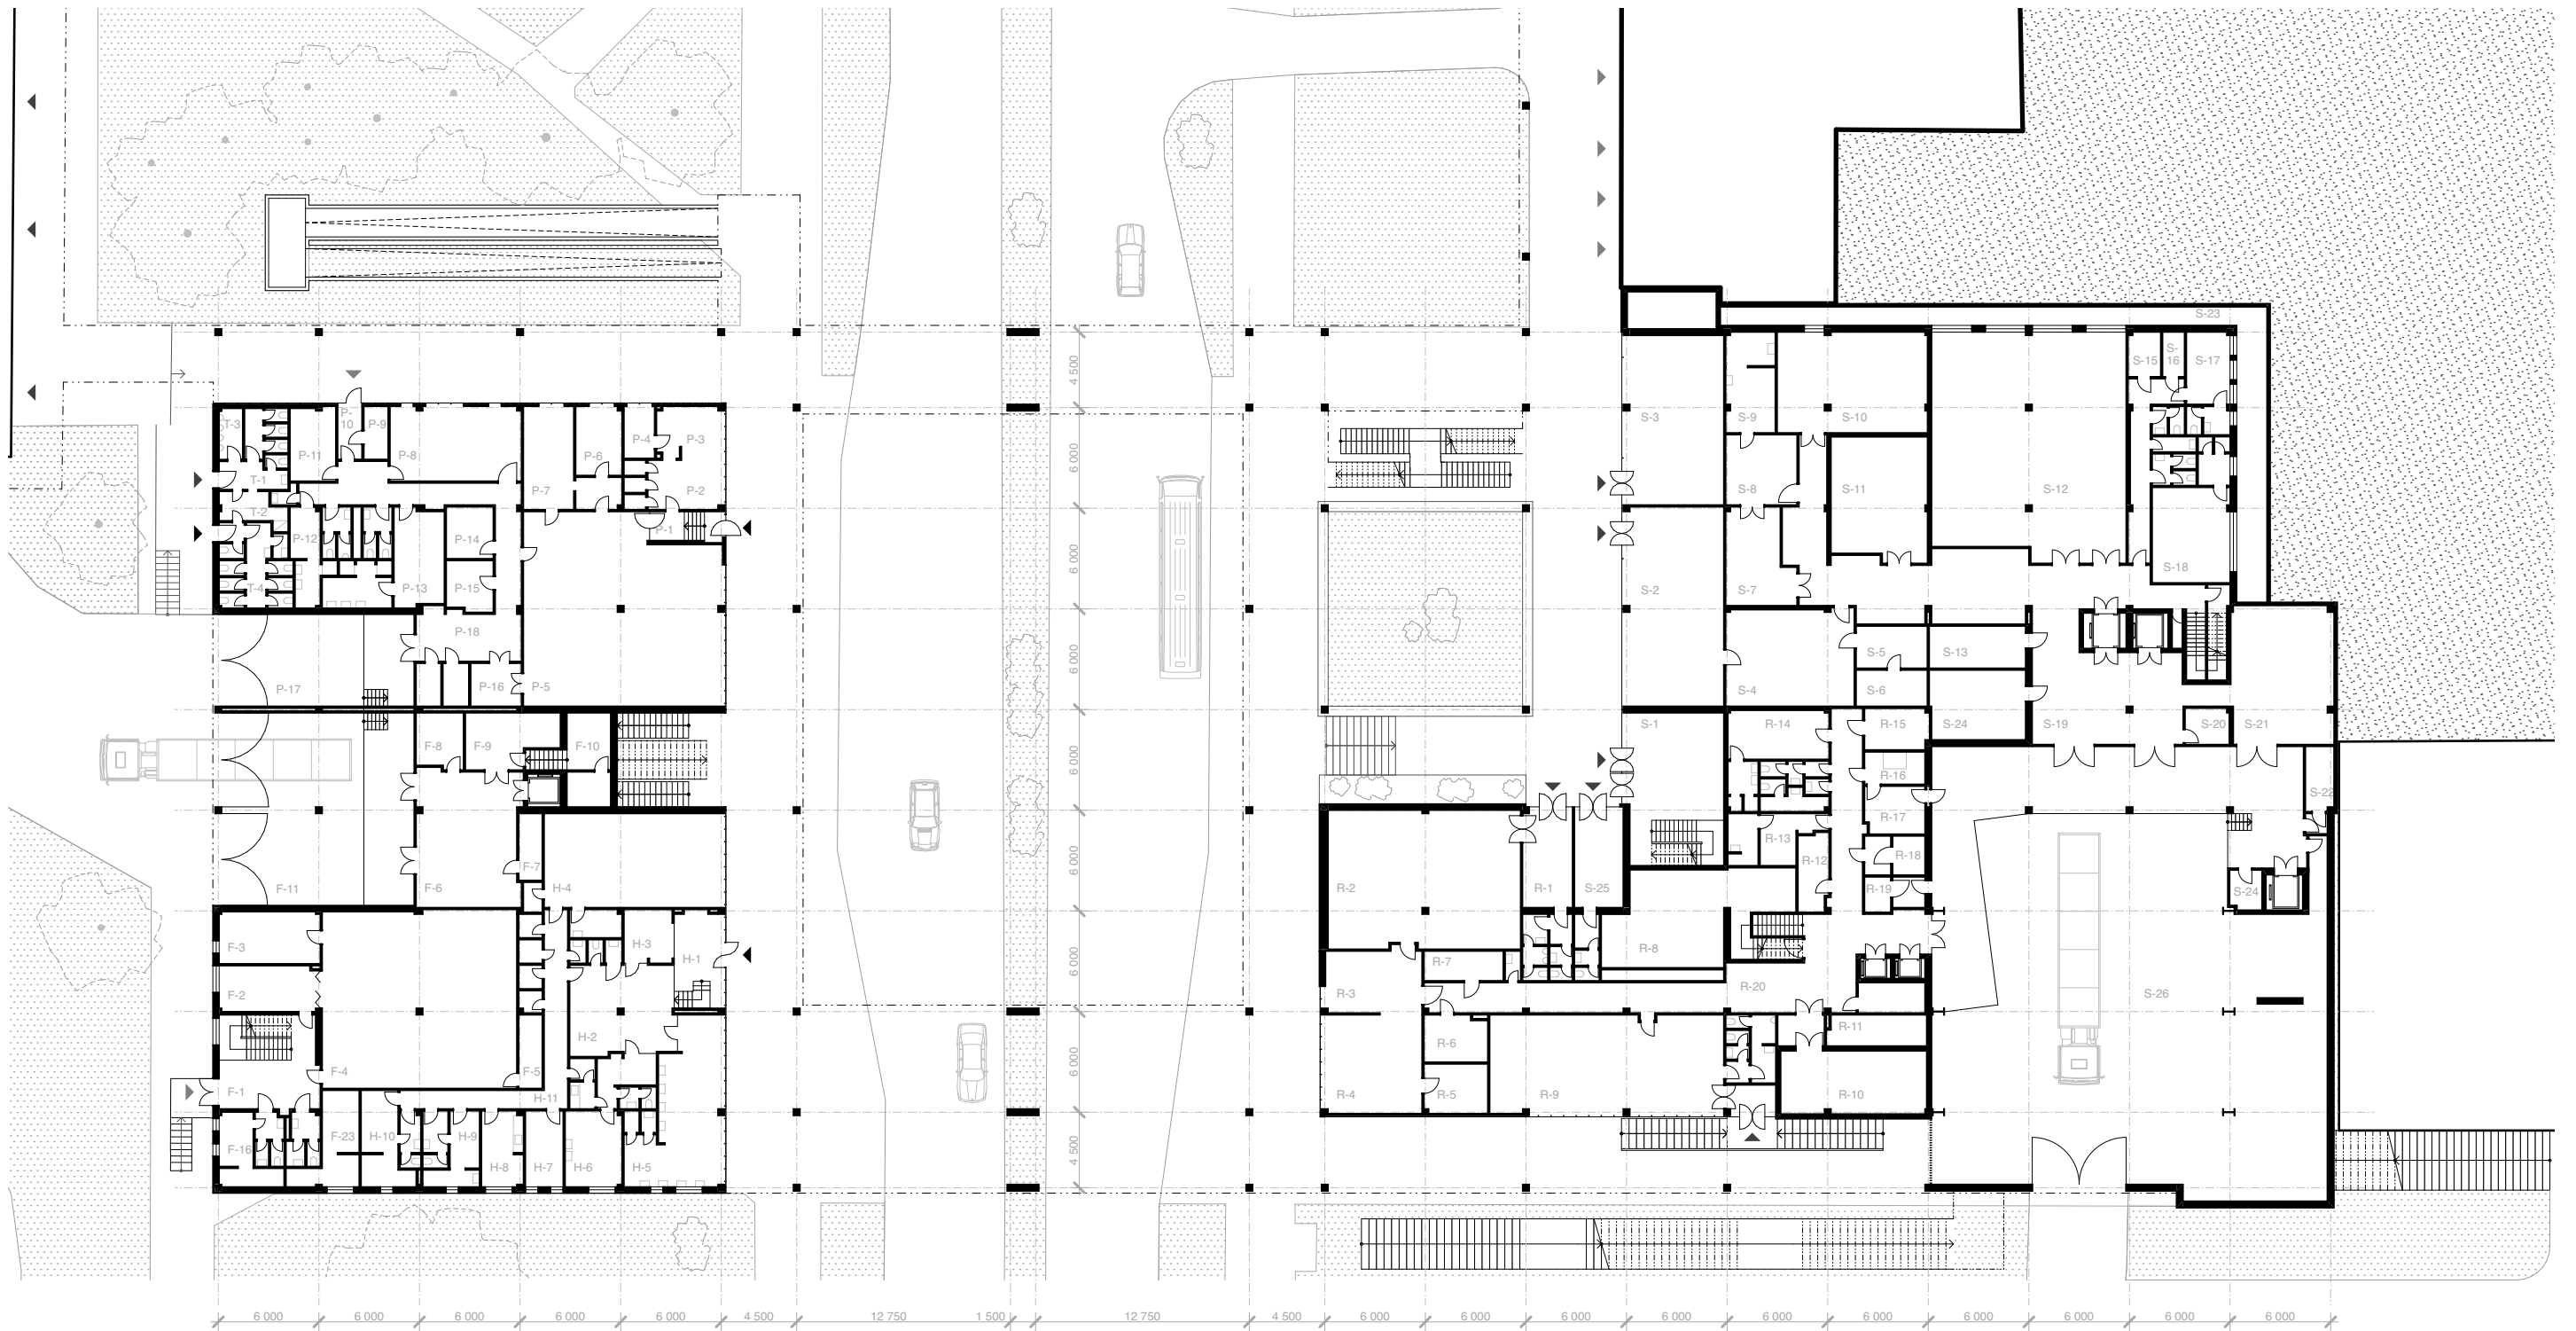 S-23
4 500
S-15
S-
16
S-17
T-3
P-
10
P-9
P-11
P-8
P-6
P-4
P-3
6 000
S-3
S-9
S-10
T-1
P-7
P-2
S-8
S-11
S-12
T-2
P-12
P-14
P-1
6 000
S-18
T-4
P-13
P-15
S-2
S-7
P-18
6 000
S-5
S-13
P-17
P-16
P-5
S-4
S-6
F-8
F-9
F-10
6 000
S-1
R-14
R-15
S-24
S-19
S-20
S-21
R-16
S-22
R-17
F-11
F-6
F-7
H-4
6 000
R-2
R-1
S-25
R-13
R-12
R-18
R-19
S-24
F-3
H-3
H-1
6 000
R-7
R-8
F-2
R-3
R-20
S-26
H-2
R-6
R-11
F-1
F-4
F-5
H-11
6 000
R-4
R-5
R-9
R-10
F-16
F-23
H-10
H-9
H-8
H-7
H-6
H-5
4 500
6 000
6 000
6 000
6 000
6 000
4 500
12 750
1 500
12 750
4 500
6 000
6 000
6 000
6 000
6 000
6 000
6 000
6 000
6 000
6 000